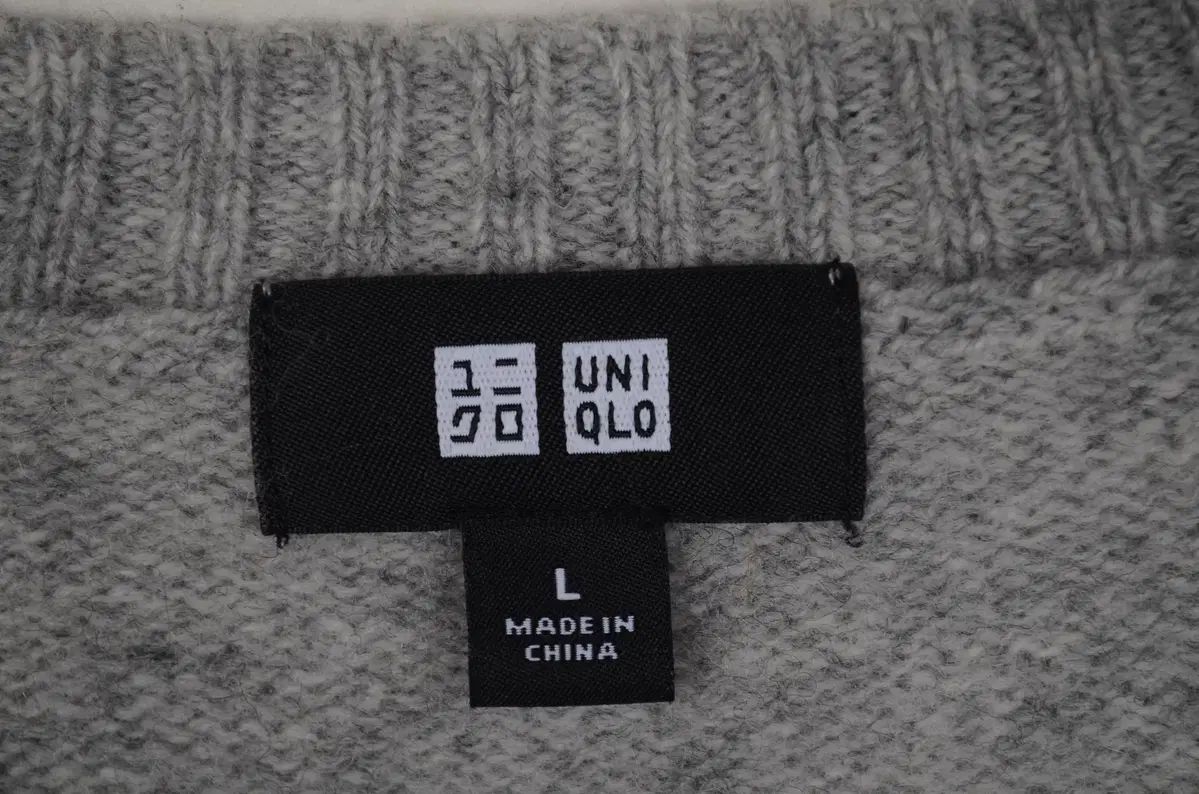 ユニ
クロ
UNI
QLO
L
MADE IN
CHINA